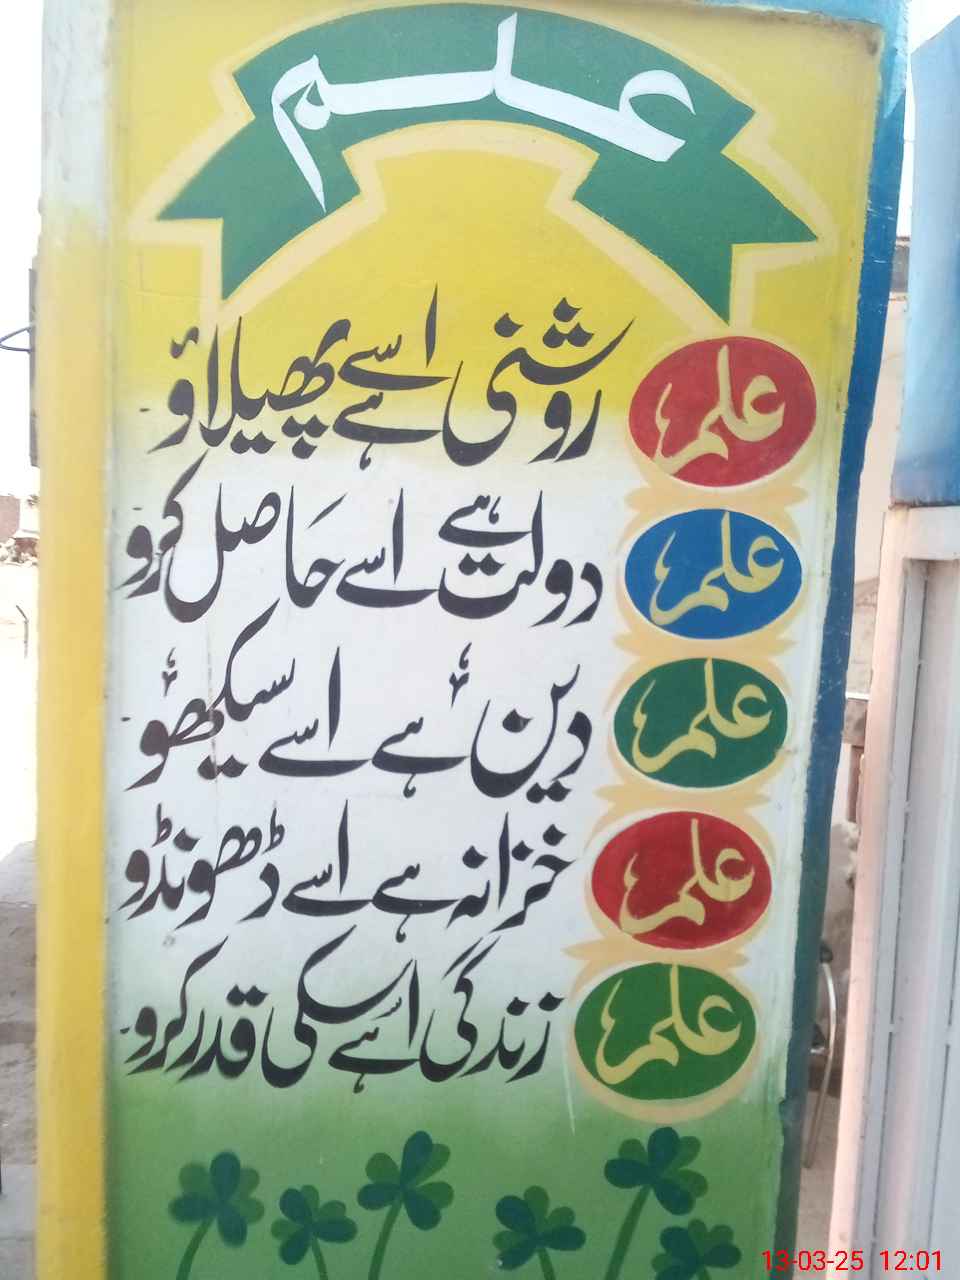 علم
علم روشنی ہے اسے پھیلاؤ
علم دولت ہے اسے حاصل کرو
علم دین ہے اسے سیکھو
علم خزانہ ہے اسے ڈھونڈو
علم زندگی ہے اسکی قدر کرو
13-03-25 12:01